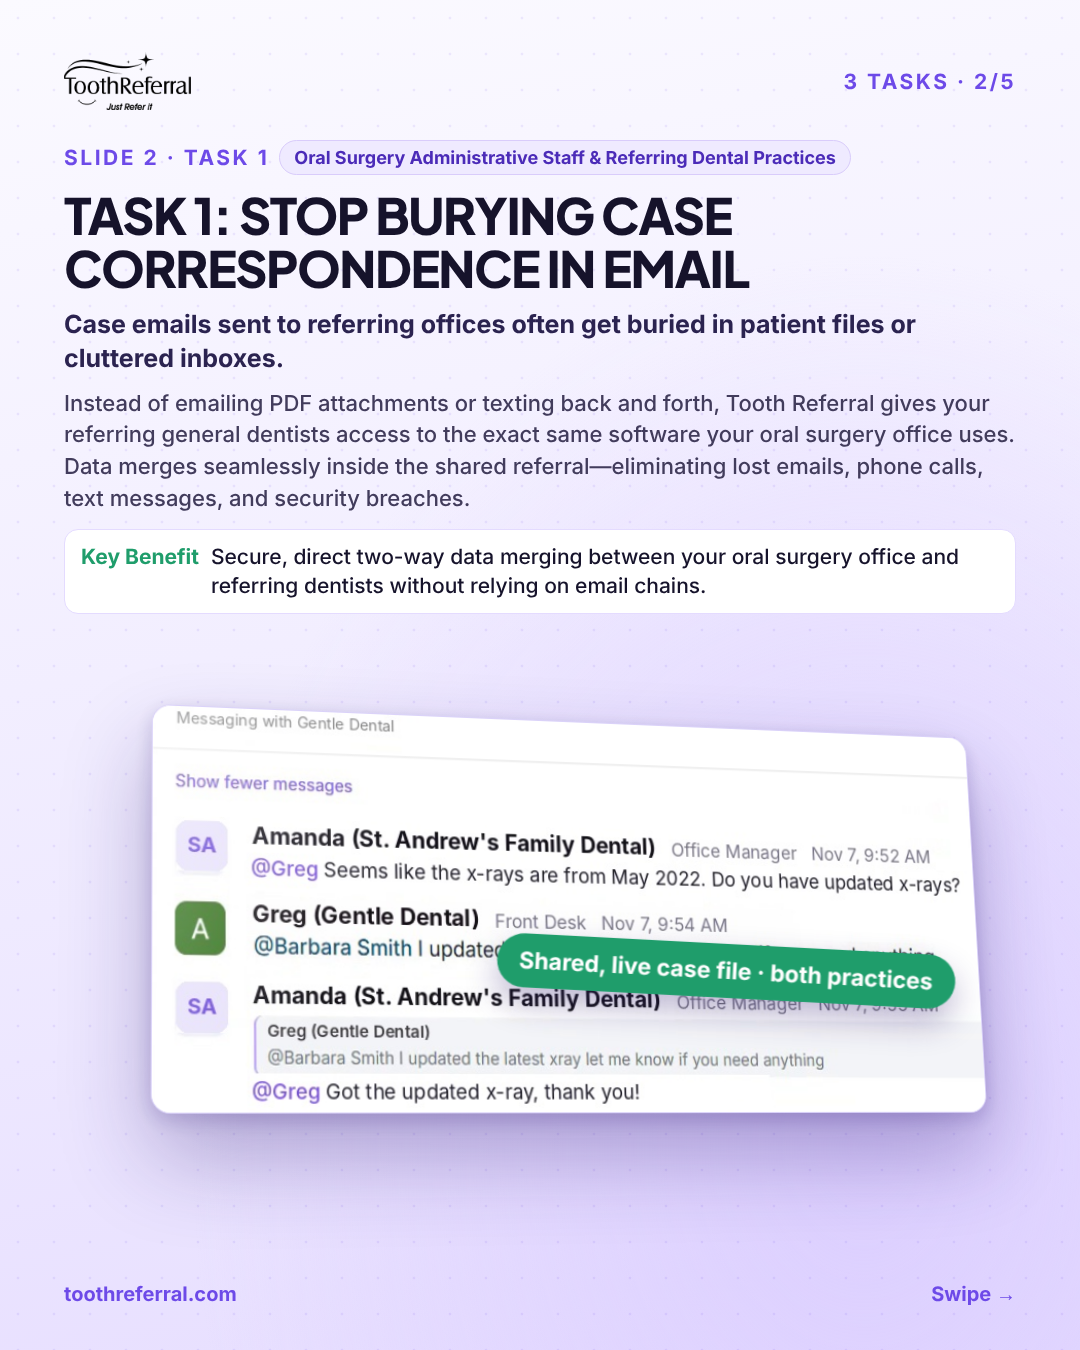 ToothReferral
Just Refer it
3 TASKS · 2/5
SLIDE 2 · TASK 1
Oral Surgery Administrative Staff & Referring Dental Practices
TASK 1: STOP BURYING CASE
CORRESPONDENCE IN EMAIL
Case emails sent to referring offices often get buried in patient files or
cluttered inboxes.
Instead of emailing PDF attachments or texting back and forth, Tooth Referral gives your
referring general dentists access to the exact same software your oral surgery office uses.
Data merges seamlessly inside the shared referral—eliminating lost emails, phone calls,
text messages, and security breaches.
Key Benefit Secure, direct two-way data merging between your oral surgery office and
referring dentists without relying on email chains.
Messaging with Gentle Dental
Show fewer messages
SA
Amanda (St. Andrew's Family Dental) Office Manager Nov 7, 9:52 AM
@Greg Seems like the x-rays are from May 2022. Do you have updated x-rays?
A
Greg (Gentle Dental) Front Desk Nov 7, 9:54 AM
@Barbara Smith I updated
Shared, live case file · both practices
SA
Amanda (St. Andrew's Family Dental) Office Manager Nov 7,
Greg (Gentle Dental)
@Barbara Smith I updated the latest xray let me know if you need anything
@Greg Got the updated x-ray, thank you!
toothreferral.com
Swipe →